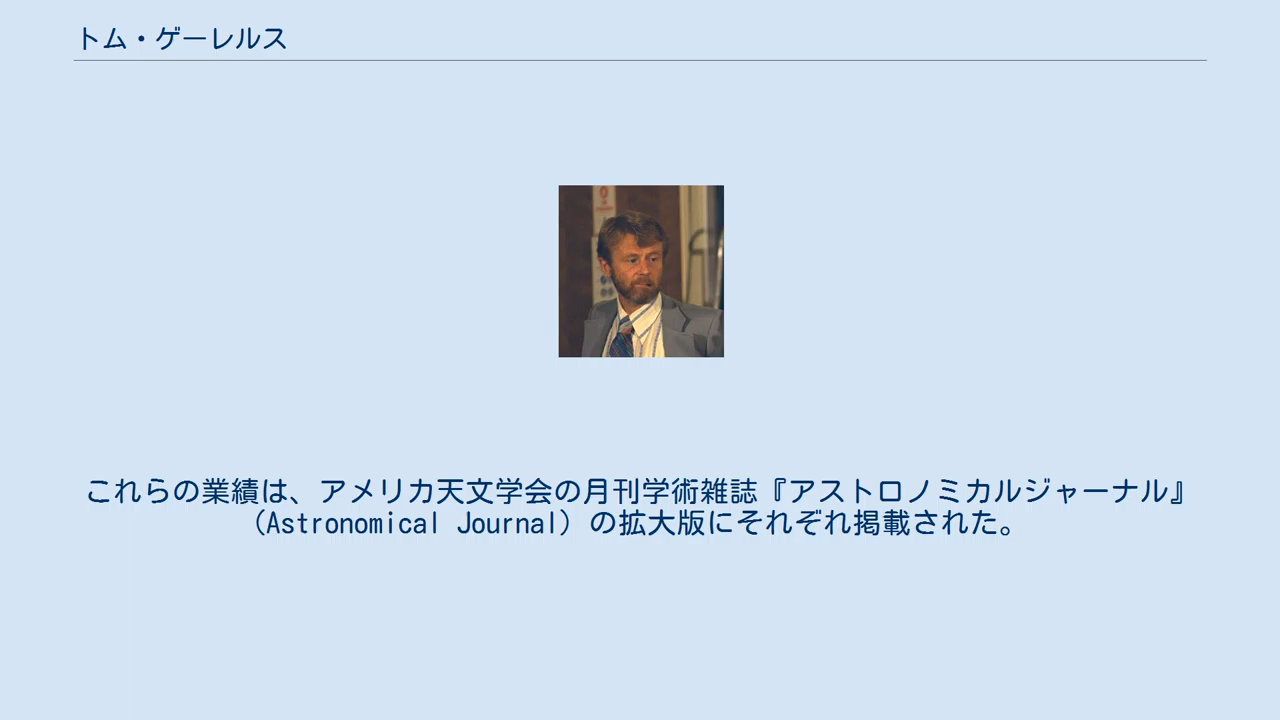 トム・ゲーレルス
これらの業績は、アメリカ天文学会の月刊学術雑誌『アストロノミカルジャーナル』
（Astronomical Journal）の拡大版にそれぞれ掲載された。